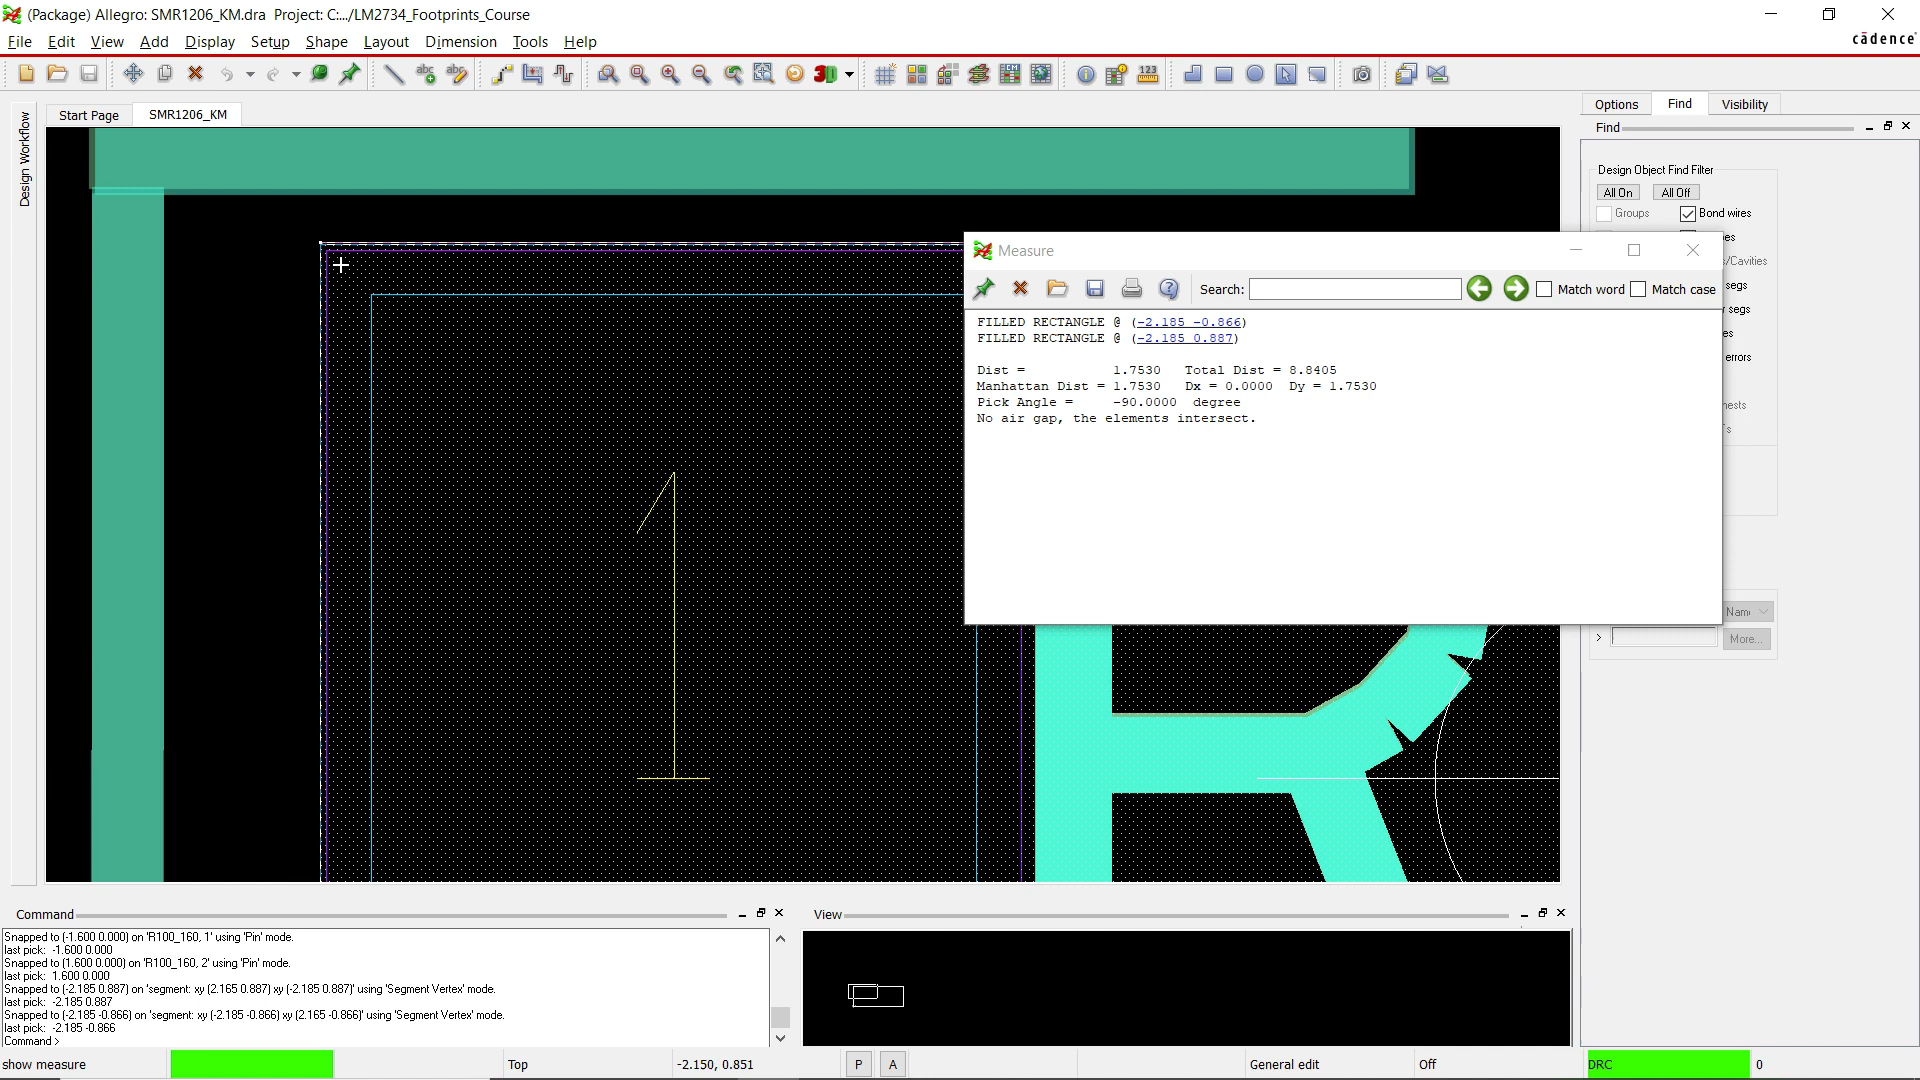 (Package) Allegro: SMR1206_KM.dra Project: C:.../LM2734_Footprints_Course
File Edit View Add Display Setup Shape Layout Dimension Tools Help
cādence
Start Page SMR1206_KM
Design Workflow
Options Find Visibility
Find
Design Object Find Filter
All On All Off
Groups Bond wires
es
s/Cavities
segs
r segs
es
errors
nests
's
Name
> More...
Measure
Search: Match word Match case
FILLED RECTANGLE @ (-2.185 -0.866)
FILLED RECTANGLE @ (-2.185 0.887)
Dist = 1.7530 Total Dist = 8.8405
Manhattan Dist = 1.7530 Dx = 0.0000 Dy = 1.7530
Pick Angle = -90.0000 degree
No air gap, the elements intersect.
1
R
Command
Snapped to (-1.600 0.000) on 'R100_160, 1' using 'Pin' mode.
last pick: -1.600 0.000
Snapped to (1.600 0.000) on 'R100_160, 2' using 'Pin' mode.
last pick: 1.600 0.000
Snapped to (-2.185 0.887) on 'segment: xy (2.165 0.887) xy (-2.185 0.887)' using 'Segment Vertex' mode.
last pick: -2.185 0.887
Snapped to (-2.185 -0.866) on 'segment: xy (-2.185 -0.866) xy (2.165 -0.866)' using 'Segment Vertex' mode.
last pick: -2.185 -0.866
Command >
View
show measure Top -2.150, 0.851 P A General edit Off DRC 0